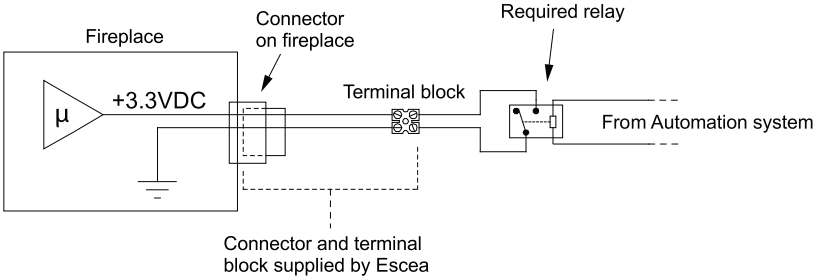 Fireplace
Connector
on fireplace
Required relay
+3.3VDC
Terminal block
μ
From Automation system
Connector and terminal
block supplied by Escea